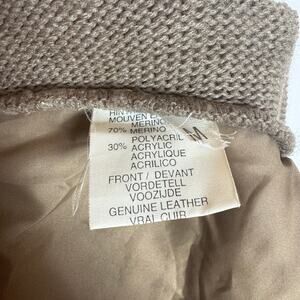 MOUVEN
MERINO
70% MERINO
POLYACRIL
30% ACRYLIC
ACRYLIQUE
ACRILICO
M
FRONT / DEVANT
VORDETELL
VOOZIJDE
GENUINE LEATHER
VRAI CUIR